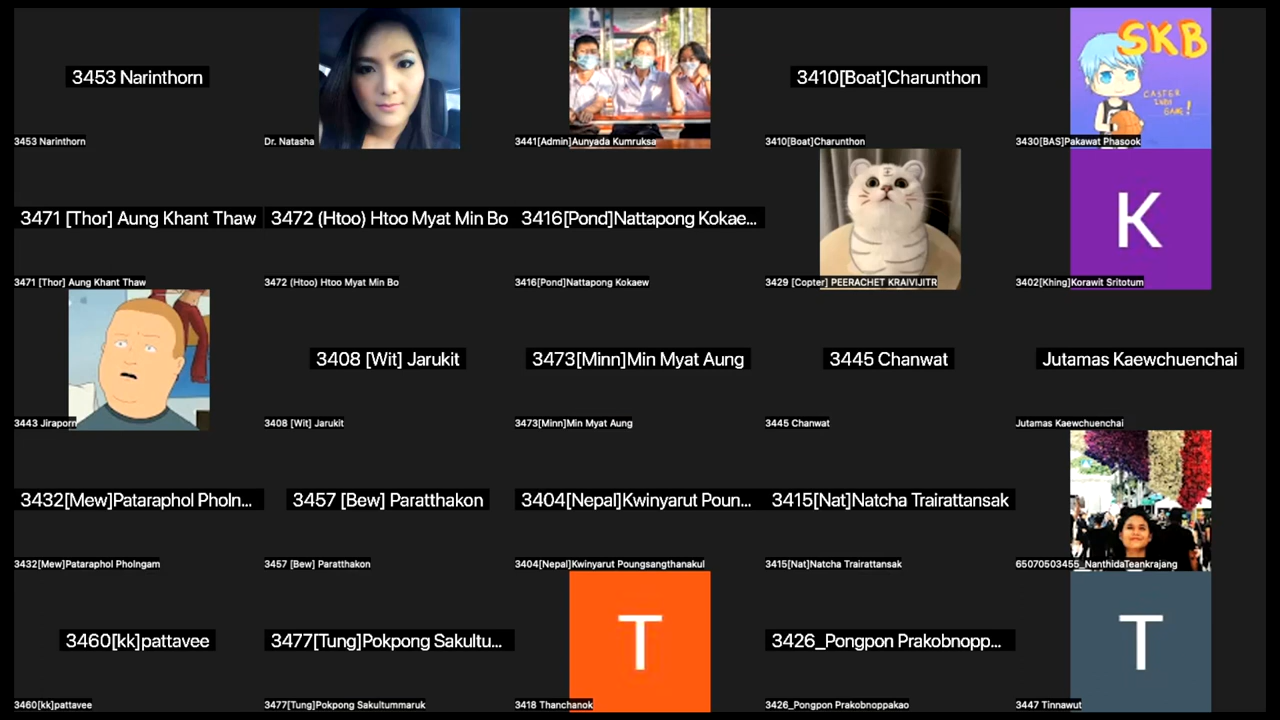 3453 Narinthorn
3453 Narinthorn
Dr. Natasha
3441[Admin]Aunyada Kumruksa
3410[Boat]Charunthon
3410[Boat]Charunthon
SKB
CASTER
GAME!
3430[BAS]Pakawat Phasook
3471 [Thor] Aung Khant Thaw
3471 [Thor] Aung Khant Thaw
3472 (Htoo) Htoo Myat Min Bo
3472 (Htoo) Htoo Myat Min Bo
3416[Pond]Nattapong Kokae...
3416[Pond]Nattapong Kokaew
3429 [Copter] PEERACHET KRAIVIJITR
K
3402[Khing]Korawit Sritotum
3443 Jiraporn
3408 [Wit] Jarukit
3408 [Wit] Jarukit
3473[Minn]Min Myat Aung
3473[Minn]Min Myat Aung
3445 Chanwat
3445 Chanwat
Jutamas Kaewchuenchai
Jutamas Kaewchuenchai
3432[Mew]Pataraphol Pholn...
3432[Mew]Pataraphol Pholngam
3457 [Bew] Paratthakon
3457 [Bew] Paratthakon
3404[Nepal]Kwinyarut Poun...
3404[Nepal]Kwinyarut Poungsangthanakul
3415[Nat]Natcha Trairattansak
3415[Nat]Natcha Trairattansak
65070503455_NanthidaTeankrajang
3460[kk]pattavee
3460[kk]pattavee
3477[Tung]Pokpong Sakultu...
3477[Tung]Pokpong Sakultummaruk
T
3418 Thanchanok
3426_Pongpon Prakobnopp...
3426_Pongpon Prakobnoppakao
T
3447 Tinnawut